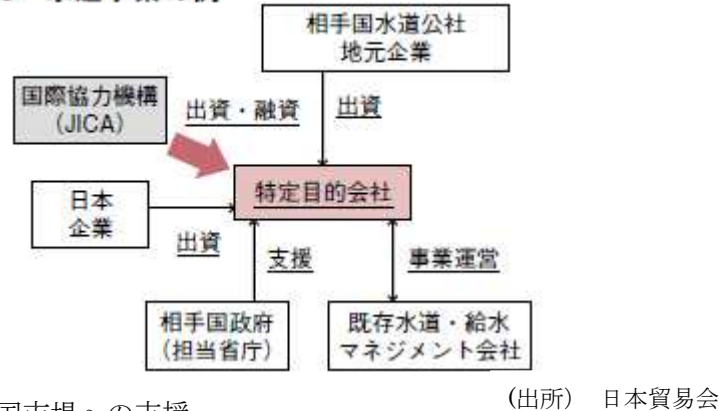 相手国水道公社
地元企業
国際協力機構
（JICA）
出資・融資
出資
特定目的会社
日本
企業
出資
支援
事業運営
相手国政府
（担当省庁）
既存水道・給水
マネジメント会社
（出所） 日本貿易会